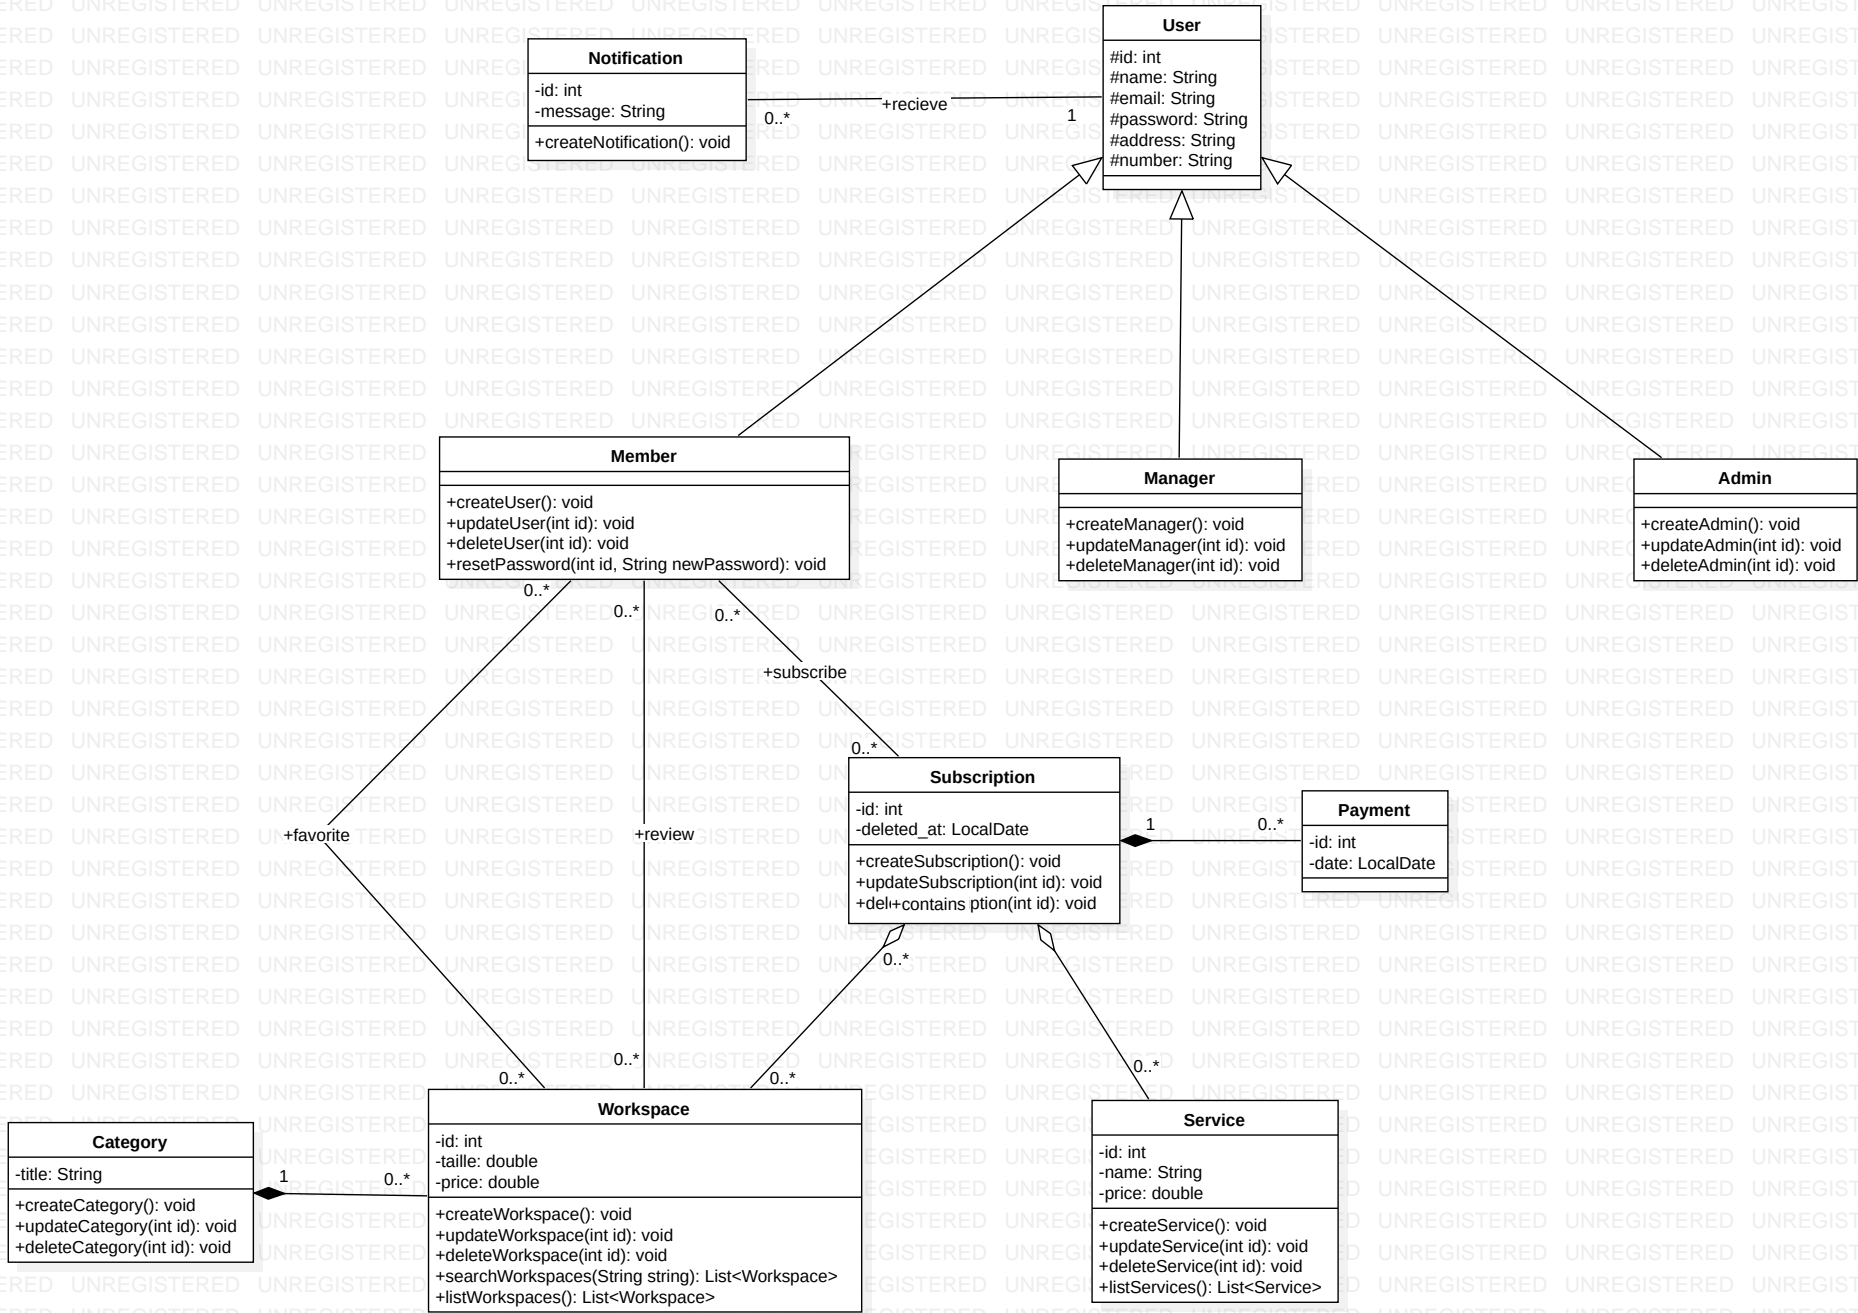 User
#id: int
#name: String
#email: String
#password: String
#address: String
#number: String
Notification
-id: int
-message: String
+createNotification(): void
0..*
+recieve
1
Member
+createUser(): void
+updateUser(int id): void
+deleteUser(int id): void
+resetPassword(int id, String newPassword): void
Manager
+createManager(): void
+updateManager(int id): void
+deleteManager(int id): void
Admin
+createAdmin(): void
+updateAdmin(int id): void
+deleteAdmin(int id): void
0..*
0..*
0..*
+subscribe
0..*
+favorite
+review
Subscription
-id: int
-deleted_at: LocalDate
+createSubscription(): void
+updateSubscription(int id): void
+contains
(int id): void
1
0..*
Payment
-id: int
-date: LocalDate
0..*
0..*
0..*
0..*
0..*
Workspace
-id: int
-taille: double
-price: double
+createWorkspace(): void
+updateWorkspace(int id): void
+deleteWorkspace(int id): void
+searchWorkspaces(String string): List<Workspace>
+listWorkspaces(): List<Workspace>
Category
-title: String
+createCategory(): void
+updateCategory(int id): void
+deleteCategory(int id): void
1
0..*
Service
-id: int
-name: String
-price: double
+createService(): void
+updateService(int id): void
+deleteService(int id): void
+listServices(): List<Service>
UNREGISTERED